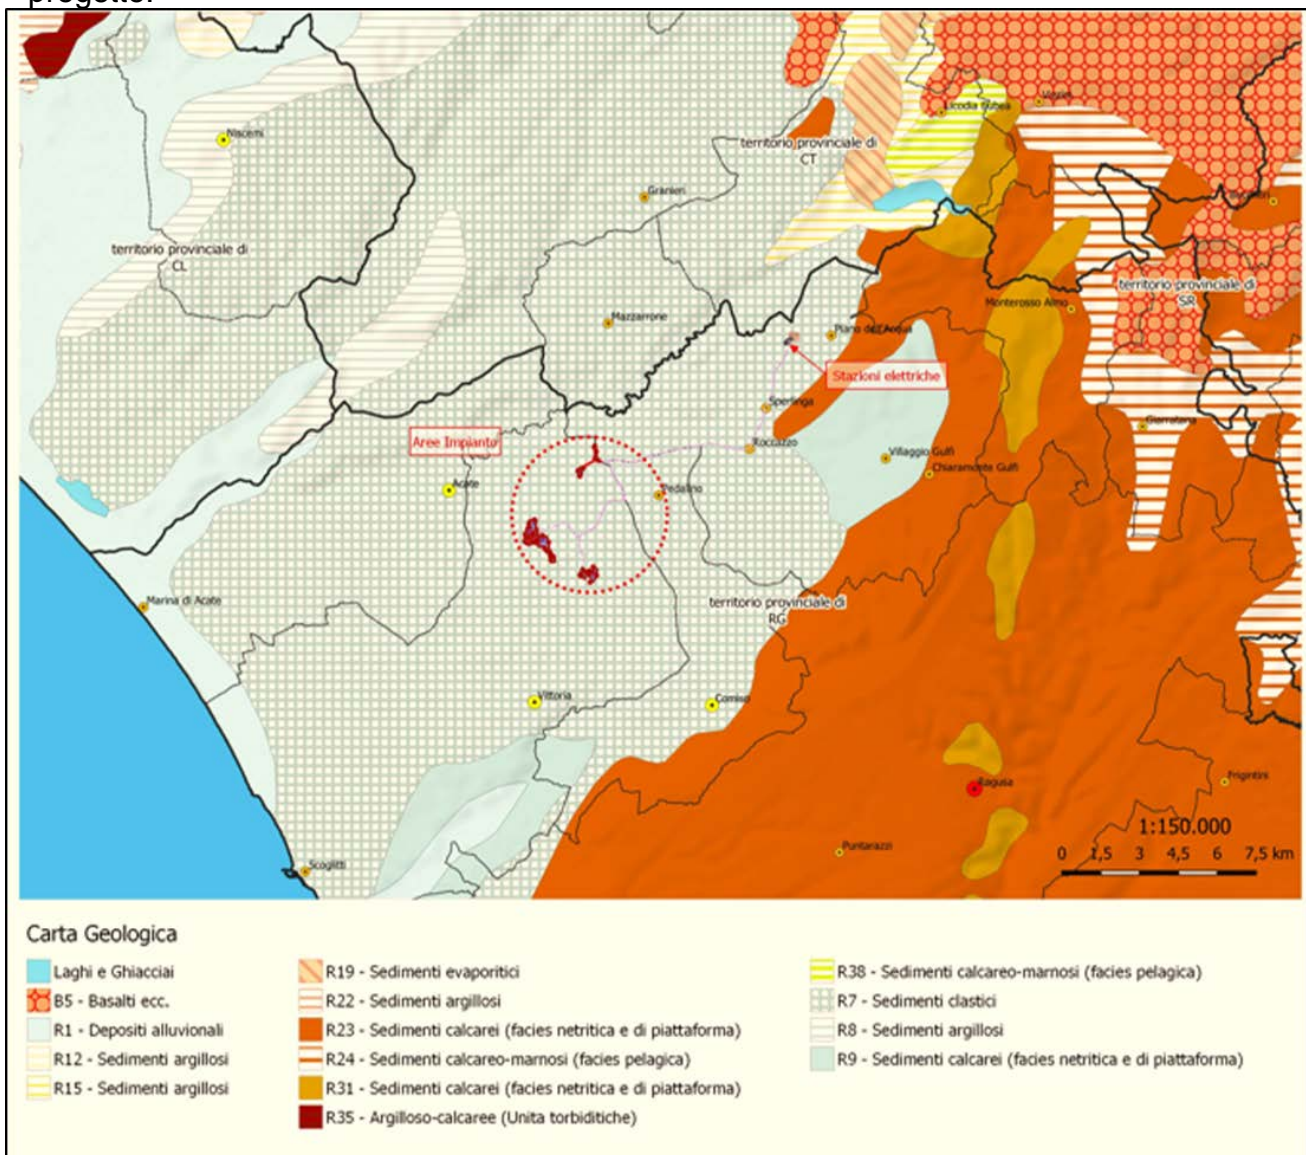 progetto.
Licodia Eubea
Vizzini
Niscemi
territorio provinciale di
CT
Granieri
Buccheri
territorio provinciale di
CL
territorio provinciale di
SR
Monterosso Almo
Mazzarrone
Piano dell'Acqua
Stazioni elettriche
Sperlinga
Giarratana
Aree Impianto
Roccazzo
Villaggio Gulfi
Chiaramonte Gulfi
Acate
Pedalino
Marina di Acate
territorio provinciale di
RG
Vittoria
Comiso
Ragusa
Frigintini
1:150.000
Puntarazzi
0 1,5 3 4,5 6 7,5 km
Scoglitti
Carta Geologica
Laghi e Ghiacciai
B5 - Basalti ecc.
R1 - Depositi alluvionali
R12 - Sedimenti argillosi
R15 - Sedimenti argillosi
R19 - Sedimenti evaporitici
R22 - Sedimenti argillosi
R23 - Sedimenti calcarei (facies netritica e di piattaforma)
R24 - Sedimenti calcareo-marnosi (facies pelagica)
R31 - Sedimenti calcarei (facies netritica e di piattaforma)
R35 - Argilloso-calcaree (Unita torbiditiche)
R38 - Sedimenti calcareo-marnosi (facies pelagica)
R7 - Sedimenti clastici
R8 - Sedimenti argillosi
R9 - Sedimenti calcarei (facies netritica e di piattaforma)